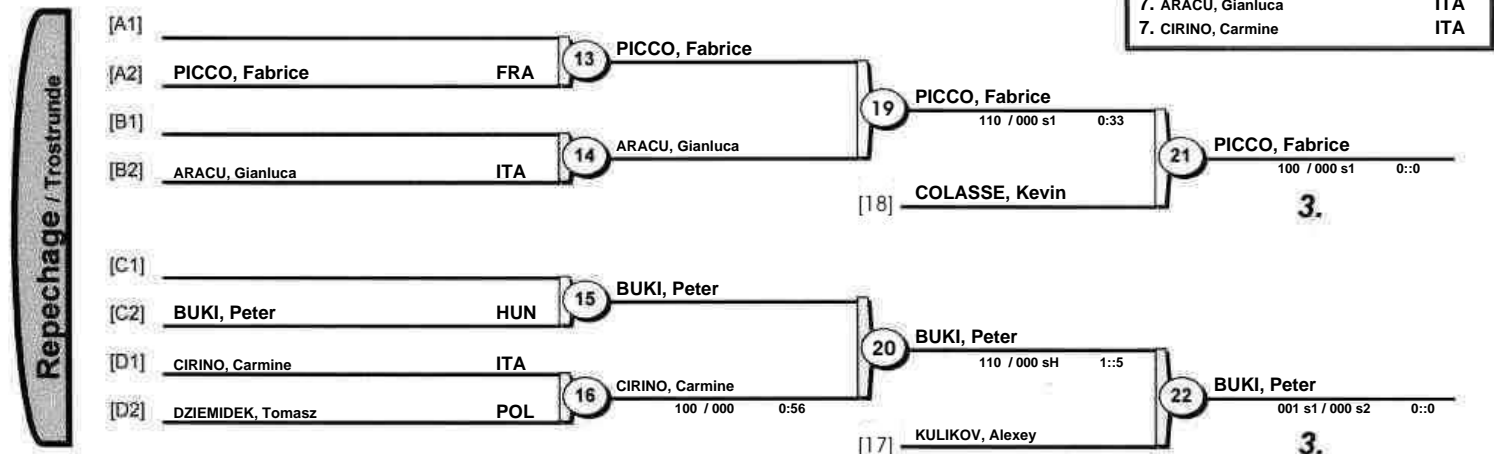 7. ARACU, Gianluca ITA
7. CIRINO, Carmine ITA
Repechage / Trostrunde
[A1]
[A2] PICCO, Fabrice FRA
13 PICCO, Fabrice
[B1]
[B2] ARACU, Gianluca ITA
14 ARACU, Gianluca
19 PICCO, Fabrice
110 / 000 s1 0:33
[18] COLASSE, Kevin
21 PICCO, Fabrice
100 / 000 s1 0::0
3.
[C1]
[C2] BUKI, Peter HUN
15 BUKI, Peter
[D1] CIRINO, Carmine ITA
[D2] DZIEMIDEK, Tomasz POL
16 CIRINO, Carmine
100 / 000 0:56
20 BUKI, Peter
110 / 000 sH 1::5
[17] KULIKOV, Alexey
22 BUKI, Peter
001 s1 / 000 s2 0::0
3.